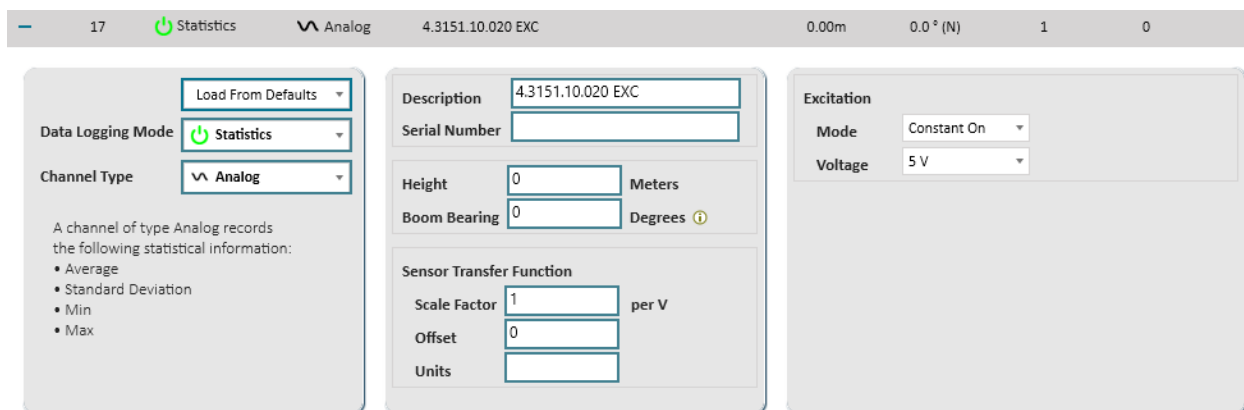 17 Statistics Analog 4.3151.10.020 EXC 0.00m 0.0 ° (N) 1 0
Load From Defaults
Data Logging Mode Statistics
Channel Type Analog
A channel of type Analog records
the following statistical information:
• Average
• Standard Deviation
• Min
• Max
Description 4.3151.10.020 EXC
Serial Number
Height 0 Meters
Boom Bearing 0 Degrees
Sensor Transfer Function
Scale Factor 1 per V
Offset 0
Units
Excitation
Mode Constant On
Voltage 5 V